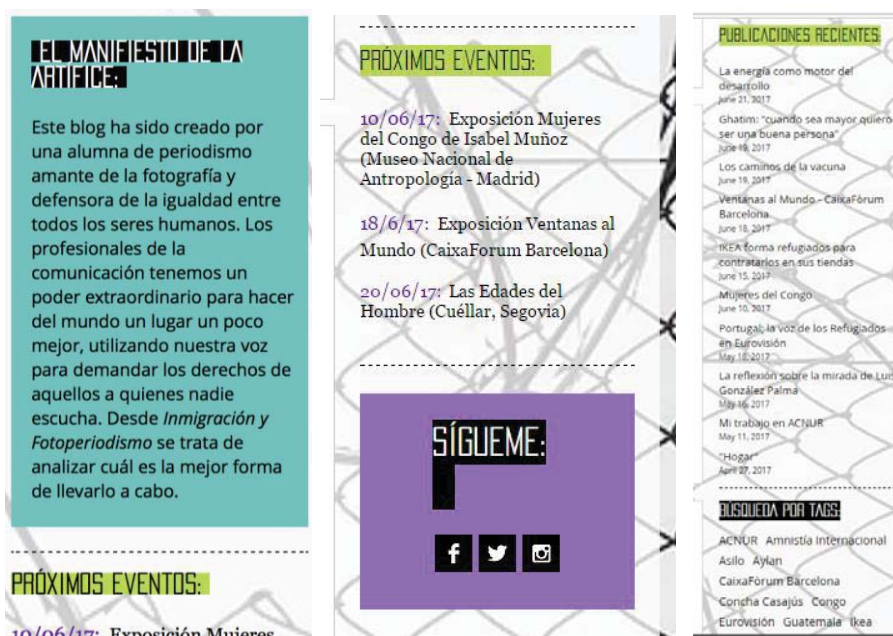 EL MANIFIESTO DE LA
ARTIFICE:
Este blog ha sido creado por
una alumna de periodismo
amante de la fotografía y
defensora de la igualdad entre
todos los seres humanos. Los
profesionales de la
comunicación tenemos un
poder extraordinario para hacer
del mundo un lugar un poco
mejor, utilizando nuestra voz
para demandar los derechos de
aquellos a quienes nadie
escucha. Desde Inmigración y
Fotoperiodismo se trata de
analizar cuál es la mejor forma
de llevarlo a cabo.
PRÓXIMOS EVENTOS:
10/06/17: Exposición Mujeres
PRÓXIMOS EVENTOS:
10/06/17: Exposición Mujeres
del Congo de Isabel Muñoz
(Museo Nacional de
Antropología - Madrid)
18/6/17: Exposición Ventanas al
Mundo (CaixaForum Barcelona)
20/06/17: Las Edades del
Hombre (Cuéllar, Segovia)
SÍGUEME:
PUBLICACIONES RECIENTES:
La energía como motor del
desarrollo
June 21, 2017
Ghatim: "cuando sea mayor quiero
ser una buena persona"
June 19, 2017
Los caminos de la vacuna
June 19, 2017
Ventanas al Mundo - CaixaFórum
Barcelona
June 18, 2017
IKEA forma refugiados para
contratarlos en sus tiendas
June 15, 2017
Mujeres del Congo
June 10, 2017
Portugal; la voz de los Refugiados
en Eurovisión
May 18, 2017
La reflexión sobre la mirada de Luis
González Palma
May 16, 2017
Mi trabajo en ACNUR
May 11, 2017
"Hogar"
April 27, 2017
BÚSQUEDA POR TAGS:
ACNUR Amnistía Internacional
Asilo Aylan
CaixaFórum Barcelona
Concha Casajús Congo
Eurovisión Guatemala Ikea